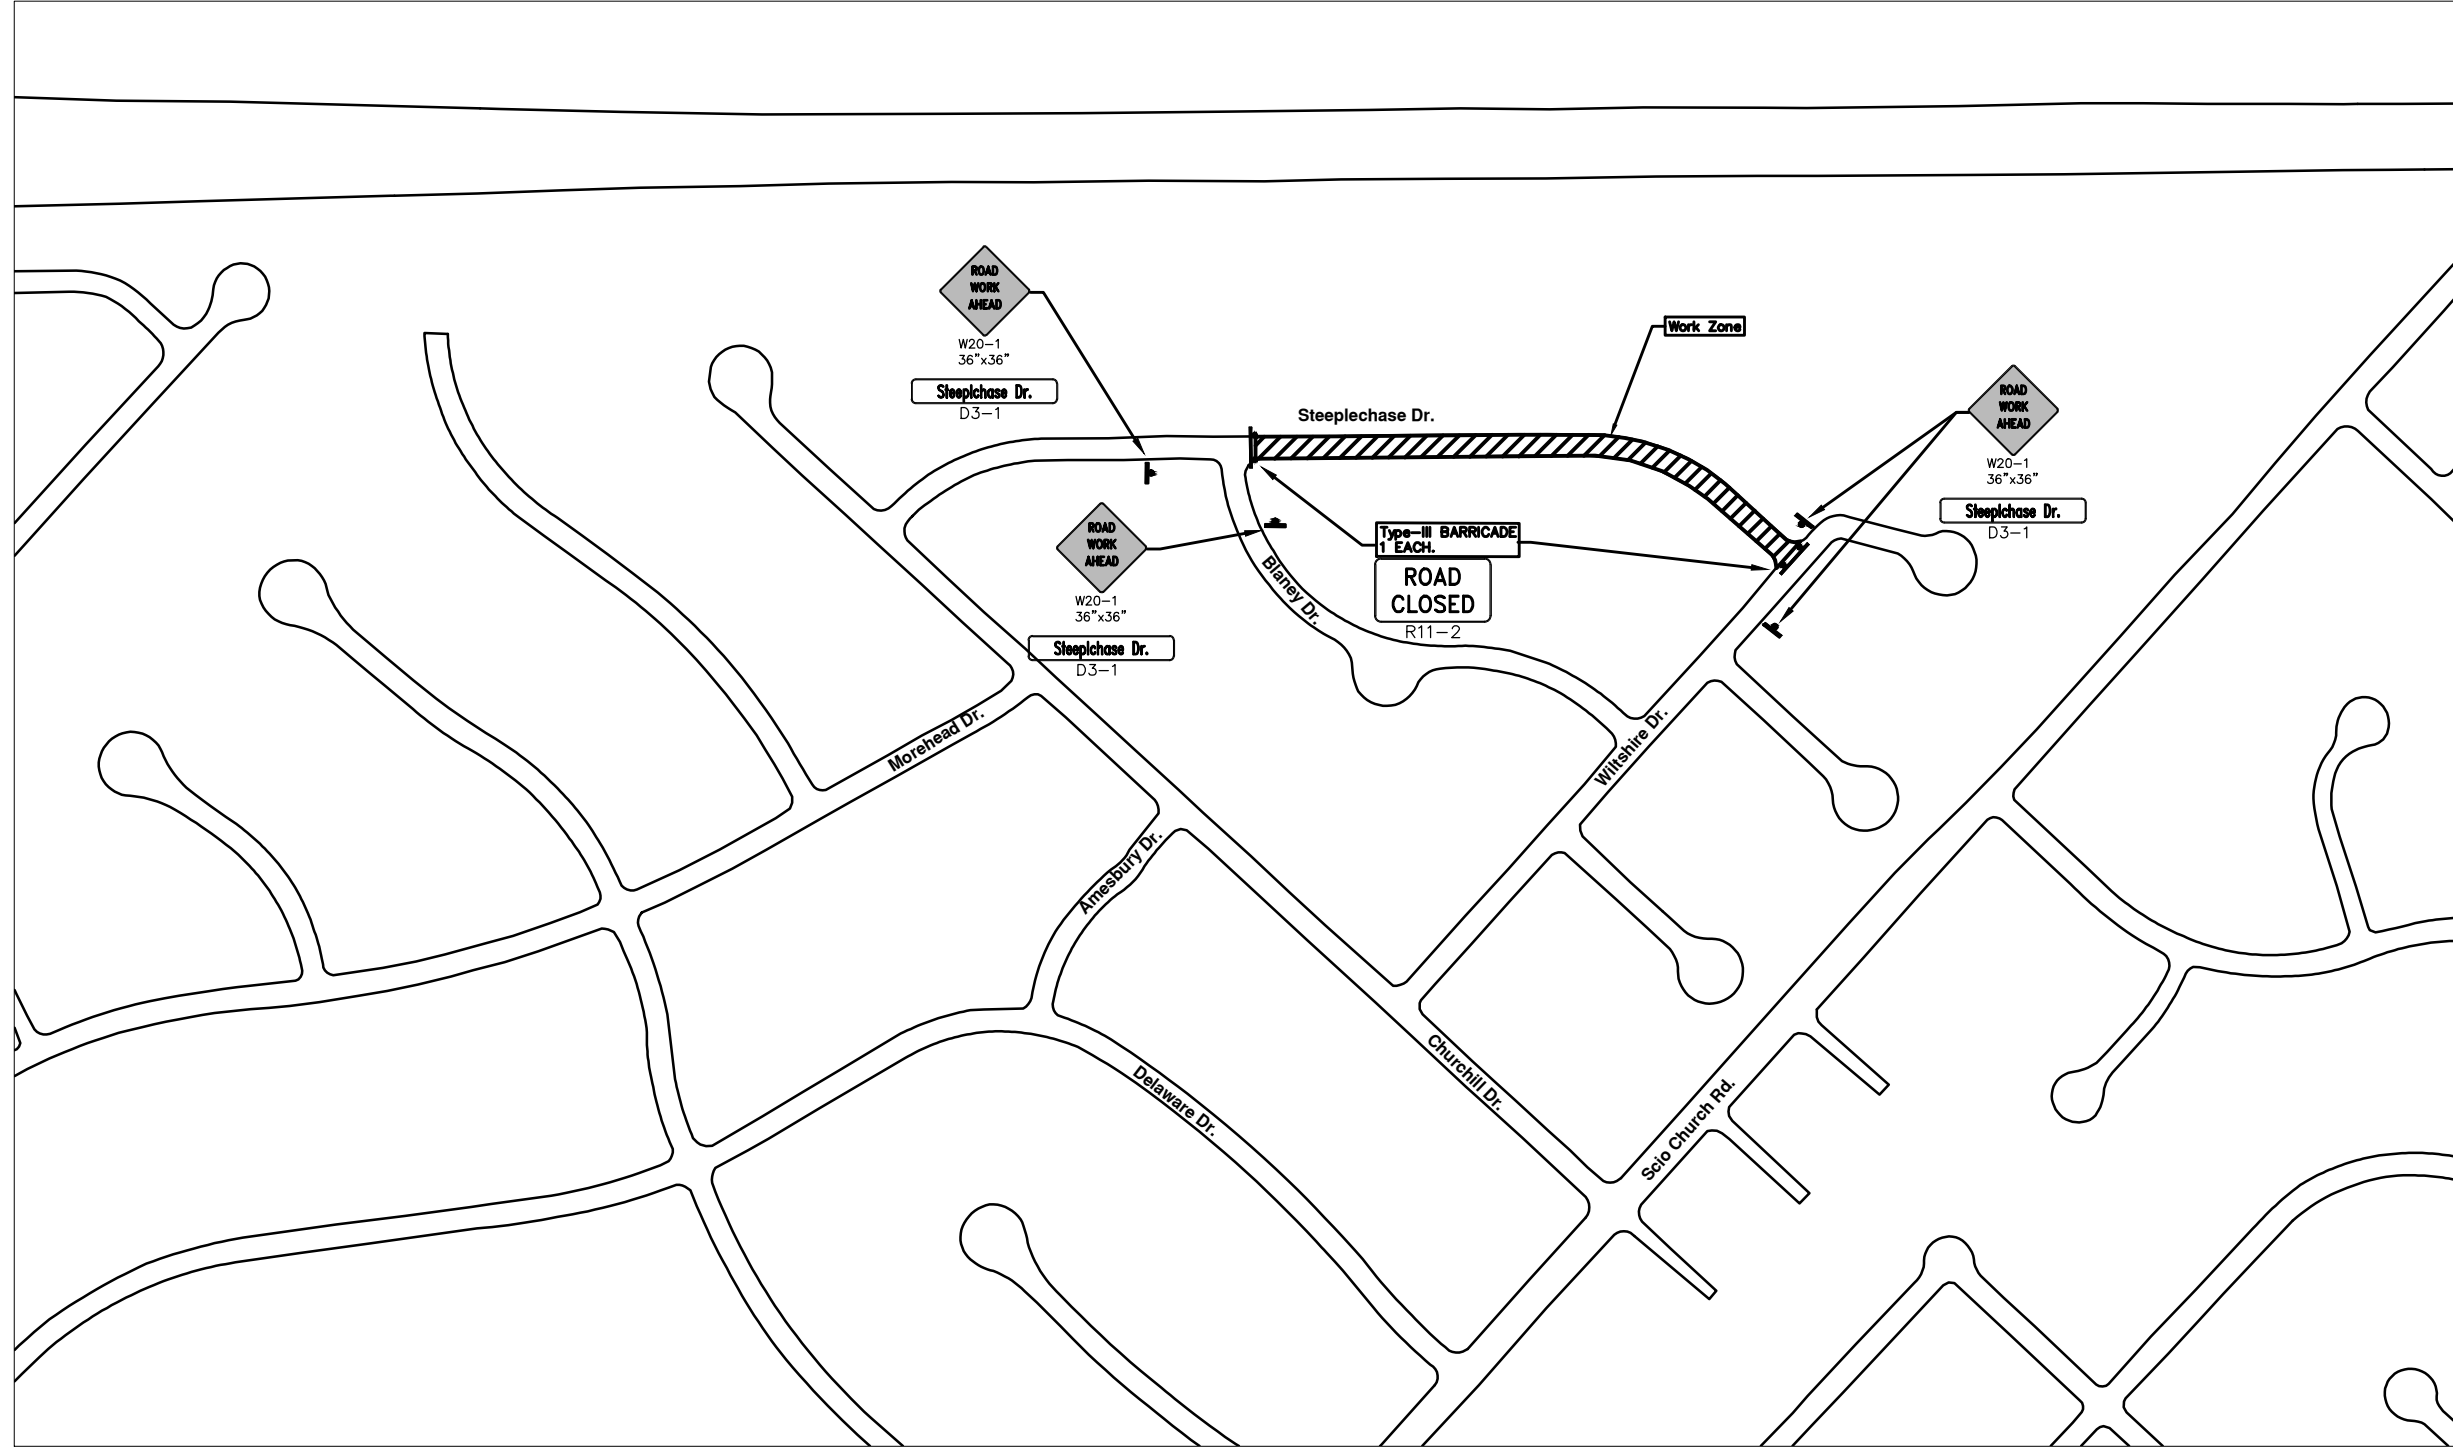 ROAD
WORK
AHEAD
W20-1
36"x36"
Steeplchase Dr.
D3-1
Work Zone
Steeplechase Dr.
ROAD
WORK
AHEAD
W20-1
36"x36"
Steeplchase Dr.
D3-1
ROAD
WORK
AHEAD
W20-1
36"x36"
Steeplchase Dr.
D3-1
Type-III BARRICADE
1 EACH.
ROAD
CLOSED
R11-2
Blaney Dr.
Morehead Dr.
Wiltshire Dr.
Amesbury Dr.
Churchill Dr.
Delaware Dr.
Scio Church Rd.